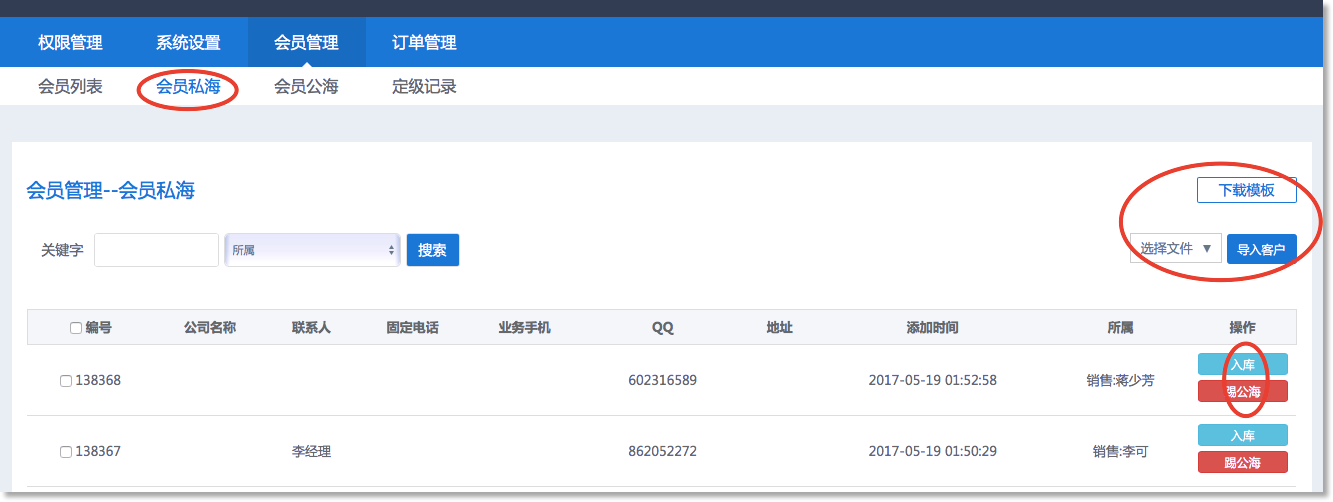 权限管理 系统设置 会员管理 订单管理
会员列表 会员私海 会员公海 定级记录
会员管理--会员私海 下载模板
关键字 所属 搜索 选择文件 ▼ 导入客户
编号 公司名称 联系人 固定电话 业务手机 QQ 地址 添加时间 所属 操作
138368 602316589 2017-05-19 01:52:58 销售:蒋少芳 入库
踢公海
138367 李经理 862052272 2017-05-19 01:50:29 销售:李可 入库
踢公海